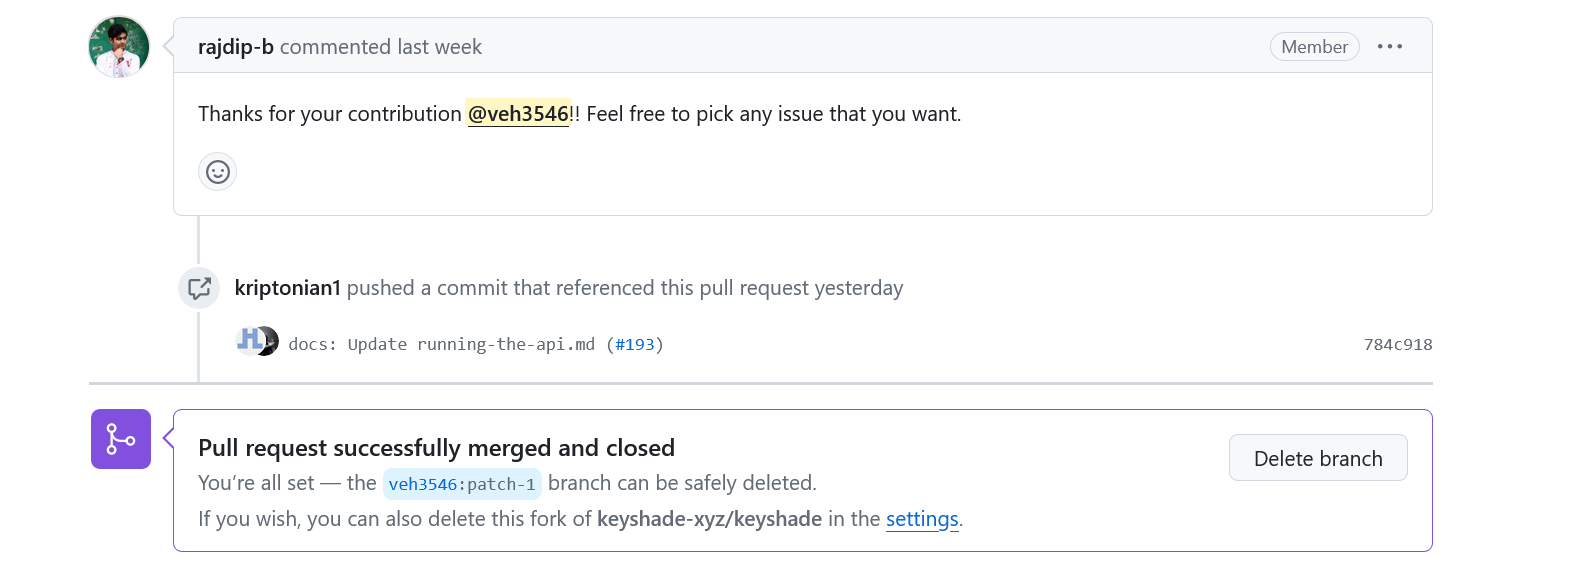 rajdip-b commented last week
Member
Thanks for your contribution @veh3546!! Feel free to pick any issue that you want.
kriptonian1 pushed a commit that referenced this pull request yesterday
docs: Update running-the-api.md (#193)
784c918
Pull request successfully merged and closed
Delete branch
You’re all set — the veh3546:patch-1 branch can be safely deleted.
If you wish, you can also delete this fork of keyshade-xyz/keyshade in the settings.